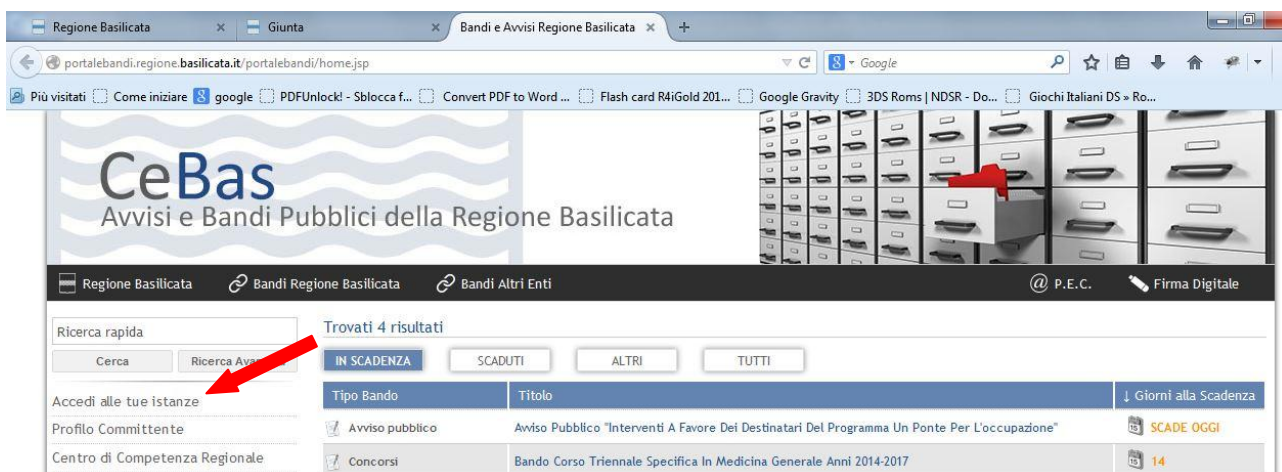 Regione Basilicata × Giunta × Bandi e Avvisi Regione Basilicata × +
portalebandi.regione.basilicata.it/portalebandi/home.jsp Google
Più visitati Come iniziare google PDFUnlock! - Sblocca f... Convert PDF to Word ... Flash card R4iGold 201... Google Gravity 3DS Roms | NDSR - Do... Giochi Italiani DS » Ro...
CeBas
Avvisi e Bandi Pubblici della Regione Basilicata
Regione Basilicata Bandi Regione Basilicata Bandi Altri Enti @ P.E.C. Firma Digitale
Ricerca rapida
Cerca Ricerca
Accedi alle tue istanze
Profilo Committente
Centro di Competenza Regionale
Trovati 4 risultati
IN SCADENZA SCADUTI ALTRI TUTTI
Tipo Bando Titolo ↓ Giorni alla Scadenza
Avviso pubblico Avviso Pubblico "Interventi A Favore Dei Destinatari Del Programma Un Ponte Per L'occupazione" 15 SCADE OGGI
Concorsi Bando Corso Triennale Specifica In Medicina Generale Anni 2014-2017 15 14